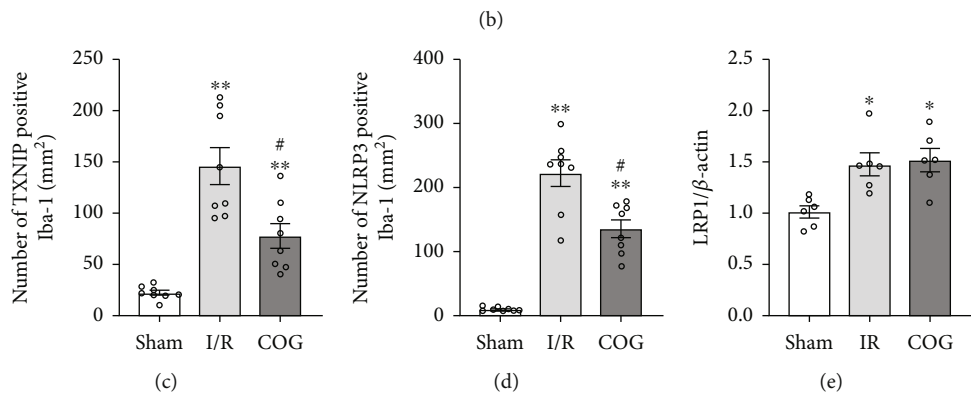 (b)
Number of TXNIP positive
Iba-1 (mm²)
250
200
150
100
50
0
**
#
**
Sham I/R COG
(c)
Number of NLRP3 positive
Iba-1 (mm²)
400
300
200
100
0
**
#
**
Sham I/R COG
(d)
LRP1/β-actin
2.5
2.0
1.5
1.0
0.5
0.0
*
*
Sham IR COG
(e)